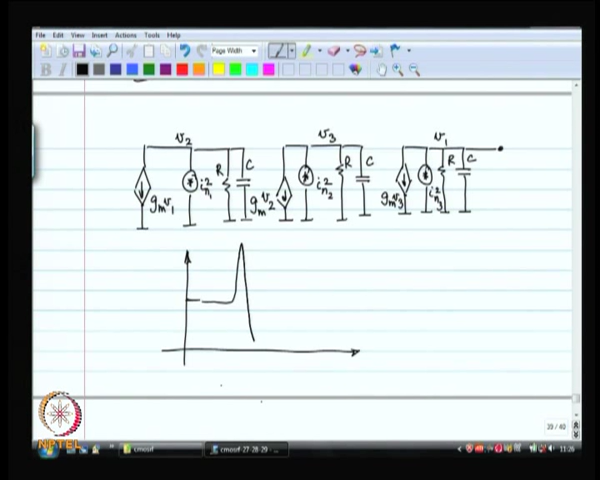 File Edit View Insert Actions Tools Help
Page Width
B I
v2 v3 v1
R C R C R C
gm v1 i²n1 gm v2 i²n2 gm v3 i²n3
39 / 40
NPTEL
cmosrf
cmosrf-27-28-29 - ...
11:26